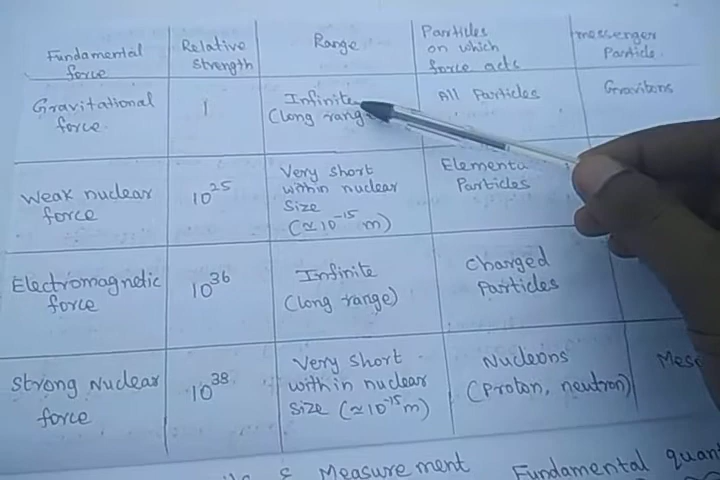 Fundamental force
Relative strength
Range
Particles on which force acts
messenger Particle
Gravitational force
1
Infinite (long range
All Particles
Gravitons
Weak nuclear force
10^25
Very short within nuclear size (≃10^-15 m)
Particles
Electromagnetic force
10^36
Infinite (long range)
Charged Particles
Strong Nuclear force
10^38
Very short within nuclear size (≃10^-15 m)
Nucleons (Proton, neutron)
& Measurement
Fundamental